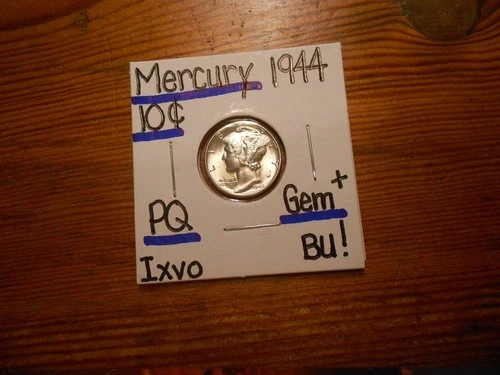 Mercury 1944
10¢
PQ
Gem+
BU!
Ixvo